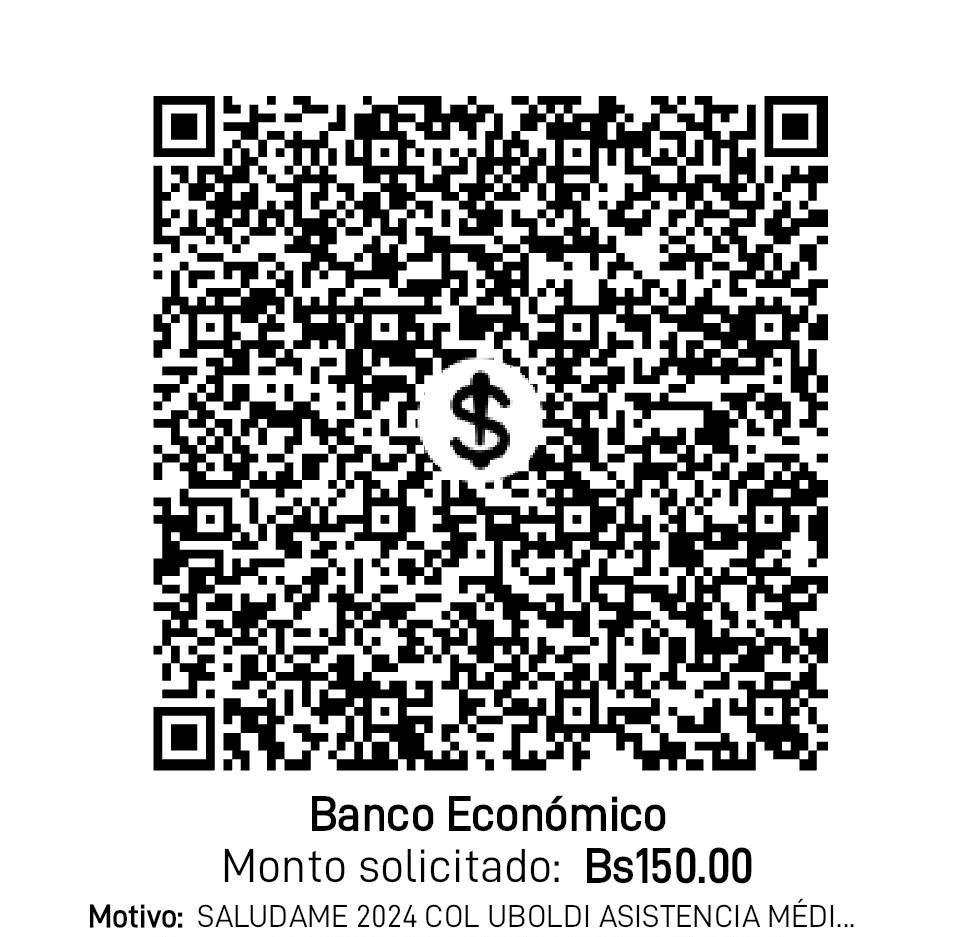 $
Banco Económico
Monto solicitado: Bs150.00
Motivo: SALUDAME 2024 COL UBOLDI ASISTENCIA MÉDI...